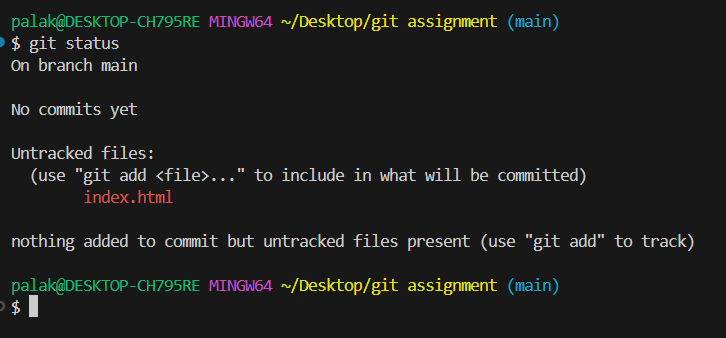 palak@DESKTOP-CH795RE MINGW64 ~/Desktop/git assignment (main)
$ git status
On branch main
No commits yet
Untracked files:
(use "git add <file>..." to include in what will be committed)
index.html
nothing added to commit but untracked files present (use "git add" to track)
palak@DESKTOP-CH795RE MINGW64 ~/Desktop/git assignment (main)
$